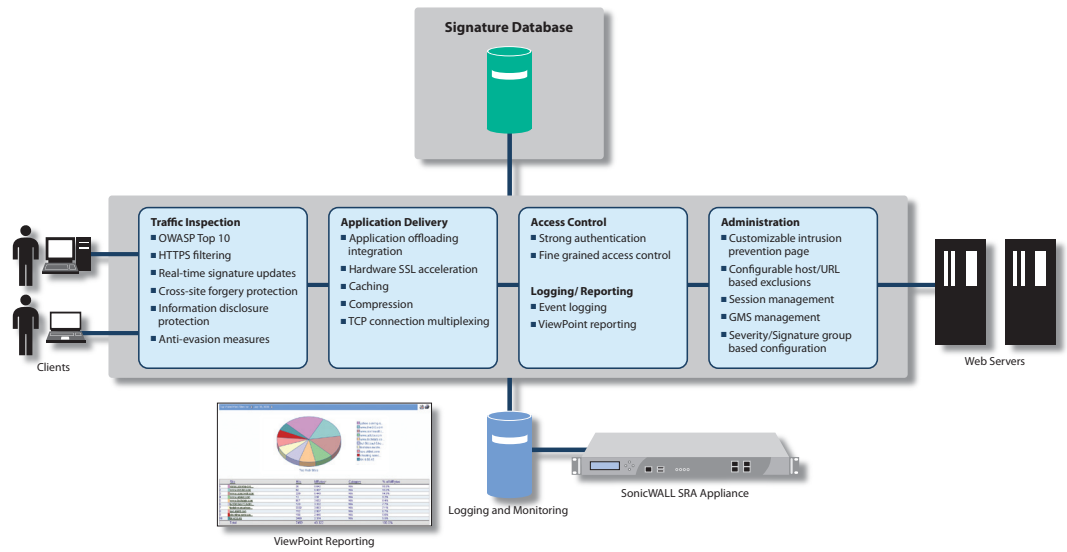 Signature Database
Traffic Inspection
OWASP Top 10
HTTPS filtering
Real-time signature updates
Cross-site forgery protection
Information disclosure
protection
Anti-evasion measures
Application Delivery
Application offloading
integration
Hardware SSL acceleration
Caching
Compression
TCP connection multiplexing
Access Control
Strong authentication
Fine grained access control
Logging/ Reporting
Event logging
ViewPoint reporting
Administration
Customizable intrusion
prevention page
Configurable host/URL
based exclusions
Session management
GMS management
Severity/Signature group
based configuration
Clients
Web Servers
Logging and Monitoring
SonicWALL SRA Appliance
ViewPoint Reporting